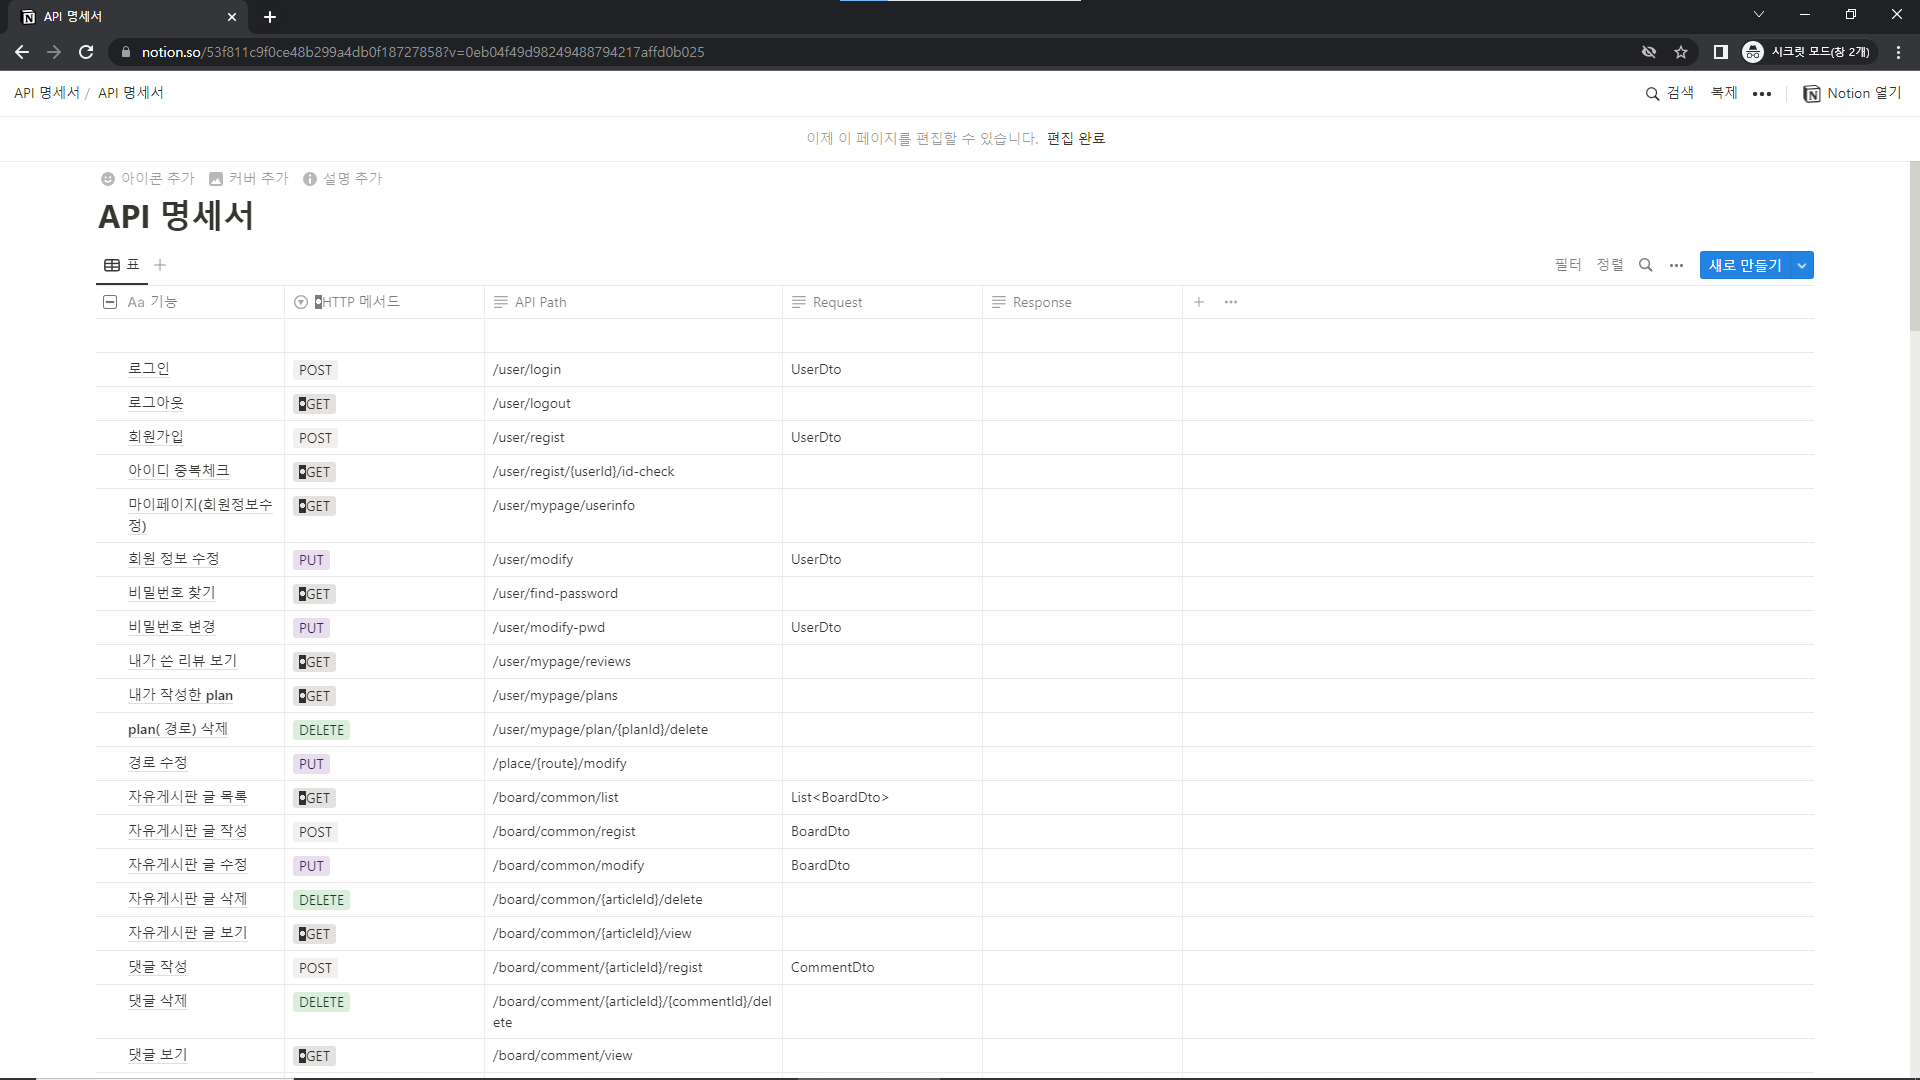 API 명세서
notion.so/53f811c9f0ce48b299a4db0f18727858?v=0eb04f49d98249488794217affd0b025
시크릿 모드(창 2개)
API 명세서 / API 명세서
검색 복제 ••• Notion 열기
이제 이 페이지를 편집할 수 있습니다. 편집 완료
아이콘 추가 커버 추가 설명 추가
API 명세서
표
필터 정렬 새로 만들기
Aa 기능 HTTP 메서드 API Path Request Response
로그인 POST /user/login UserDto
로그아웃 GET /user/logout
회원가입 POST /user/regist UserDto
아이디 중복체크 GET /user/regist/{userId}/id-check
마이페이지(회원정보수 GET /user/mypage/userinfo
정)
회원 정보 수정 PUT /user/modify UserDto
비밀번호 찾기 GET /user/find-password
비밀번호 변경 PUT /user/modify-pwd UserDto
내가 쓴 리뷰 보기 GET /user/mypage/reviews
내가 작성한 plan GET /user/mypage/plans
plan( 경로) 삭제 DELETE /user/mypage/plan/{planId}/delete
경로 수정 PUT /place/{route}/modify
자유게시판 글 목록 GET /board/common/list List<BoardDto>
자유게시판 글 작성 POST /board/common/regist BoardDto
자유게시판 글 수정 PUT /board/common/modify BoardDto
자유게시판 글 삭제 DELETE /board/common/{articleId}/delete
자유게시판 글 보기 GET /board/common/{articleId}/view
댓글 작성 POST /board/comment/{articleId}/regist CommentDto
댓글 삭제 DELETE /board/comment/{articleId}/{commentId}/del
ete
댓글 보기 GET /board/comment/view